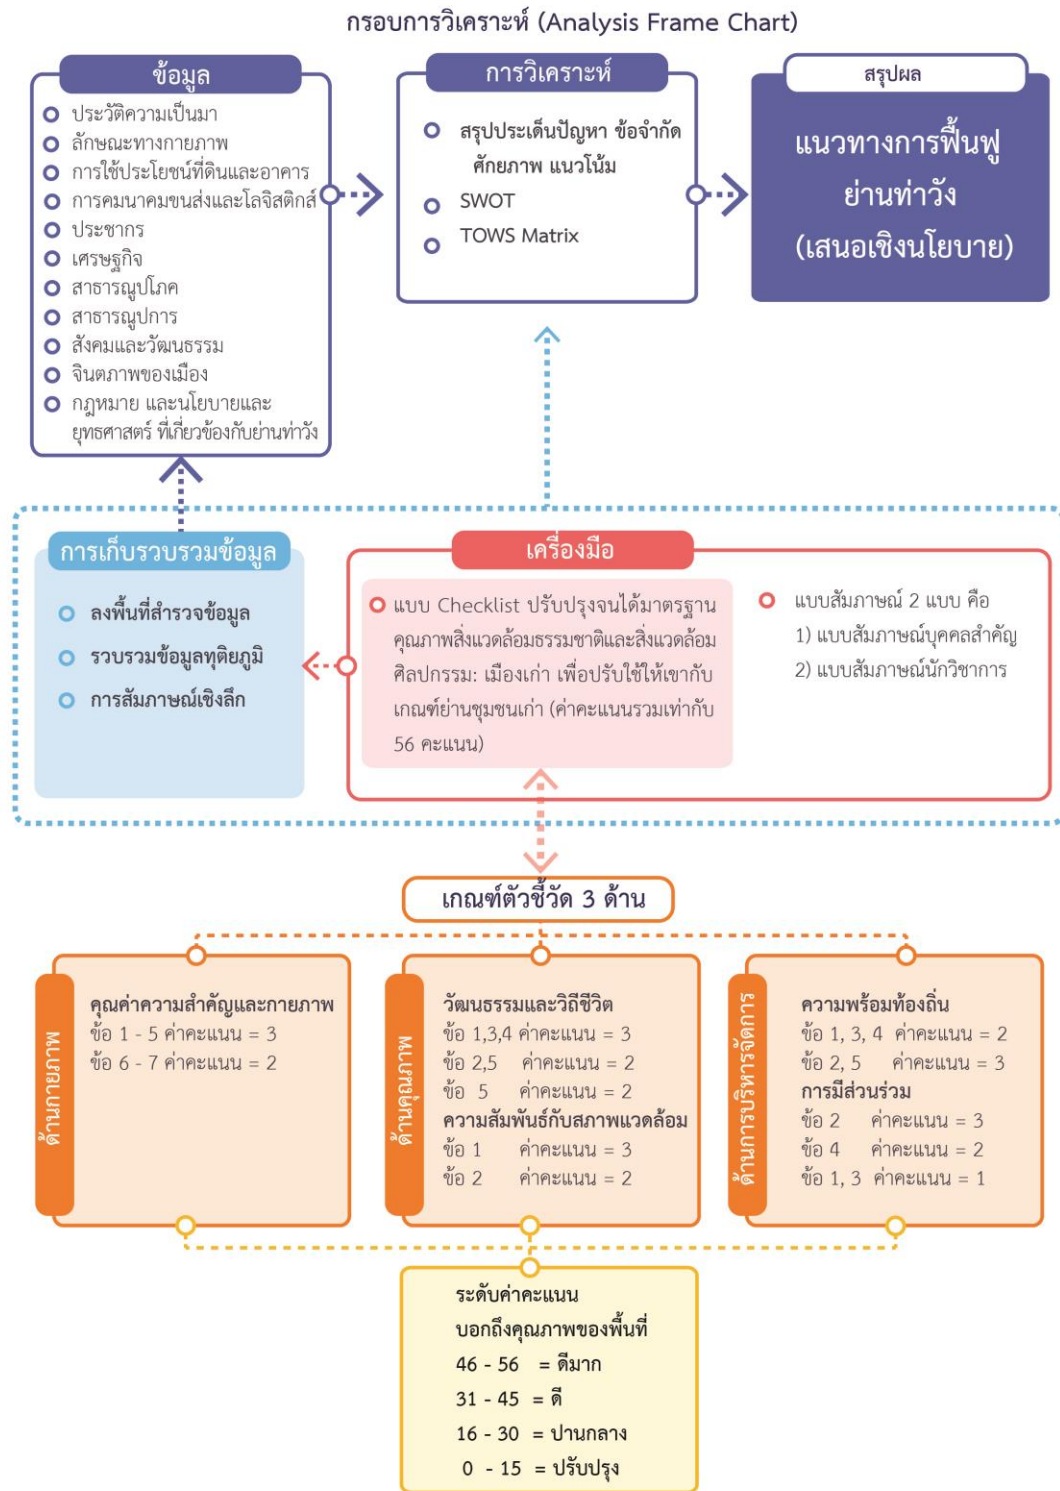 กรอบการวิเคราะห์ (Analysis Frame Chart)
ข้อมูล
ประวัติความเป็นมา
ลักษณะทางกายภาพ
การใช้ประโยชน์ที่ดินและอาคาร
การคมนาคมขนส่งและโลจิสติกส์
ประชากร
เศรษฐกิจ
สาธารณูปโภค
สาธารณูปการ
สังคมและวัฒนธรรม
จินตภาพของเมือง
กฎหมาย และนโยบายและ
ยุทธศาสตร์ ที่เกี่ยวข้องกับย่านท่าวัง
การวิเคราะห์
สรุปประเด็นปัญหา ข้อจำกัด
ศักยภาพ แนวโน้ม
SWOT
TOWS Matrix
สรุปผล
แนวทางการฟื้นฟู
ย่านท่าวัง
(เสนอเชิงนโยบาย)
การเก็บรวบรวมข้อมูล
ลงพื้นที่สำรวจข้อมูล
รวบรวมข้อมูลทุติยภูมิ
การสัมภาษณ์เชิงลึก
เครื่องมือ
แบบ Checklist ปรับปรุงจนได้มาตรฐาน
คุณภาพสิ่งแวดล้อมธรรมชาติและสิ่งแวดล้อม
ศิลปกรรม: เมืองเก่า เพื่อปรับใช้ให้เขากับ
เกณฑ์ย่านชุมชนเก่า (ค่าคะแนนรวมเท่ากับ
56 คะแนน)
แบบสัมภาษณ์ 2 แบบ คือ
1) แบบสัมภาษณ์บุคคลสำคัญ
2) แบบสัมภาษณ์นักวิชาการ
เกณฑ์ตัวชี้วัด 3 ด้าน
ด้านกายภาพ
คุณค่าความสำคัญและกายภาพ
ข้อ 1 - 5 ค่าคะแนน = 3
ข้อ 6 - 7 ค่าคะแนน = 2
ด้านคุณภาพ
วัฒนธรรมและวิถีชีวิต
ข้อ 1,3,4 ค่าคะแนน = 3
ข้อ 2,5 ค่าคะแนน = 2
ข้อ 5 ค่าคะแนน = 2
ความสัมพันธ์กับสภาพแวดล้อม
ข้อ 1 ค่าคะแนน = 3
ข้อ 2 ค่าคะแนน = 2
ด้านการบริหารจัดการ
ความพร้อมท้องถิ่น
ข้อ 1, 3, 4 ค่าคะแนน = 2
ข้อ 2, 5 ค่าคะแนน = 3
การมีส่วนร่วม
ข้อ 2 ค่าคะแนน = 3
ข้อ 4 ค่าคะแนน = 2
ข้อ 1, 3 ค่าคะแนน = 1
ระดับค่าคะแนน
บอกถึงคุณภาพของพื้นที่
46 - 56 = ดีมาก
31 - 45 = ดี
16 - 30 = ปานกลาง
0 - 15 = ปรับปรุง